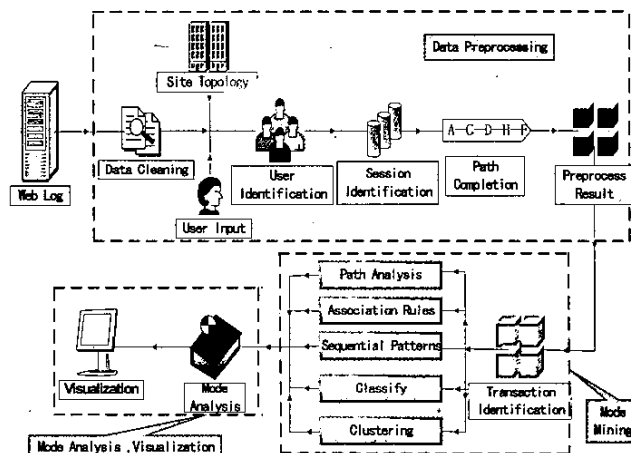 Data Preprocessing
Site Topology
A C D H F
Web Log
Data Cleaning
User
Identification
Session
Identification
Path
Completion
Preprocess
Result
User Input
Path Analysis
Association Rules
Sequential Patterns
Classify
Clustering
Transaction
Identification
Mode
Mining
Visualization
Mode
Analysis
Mode Analysis ,Visualization